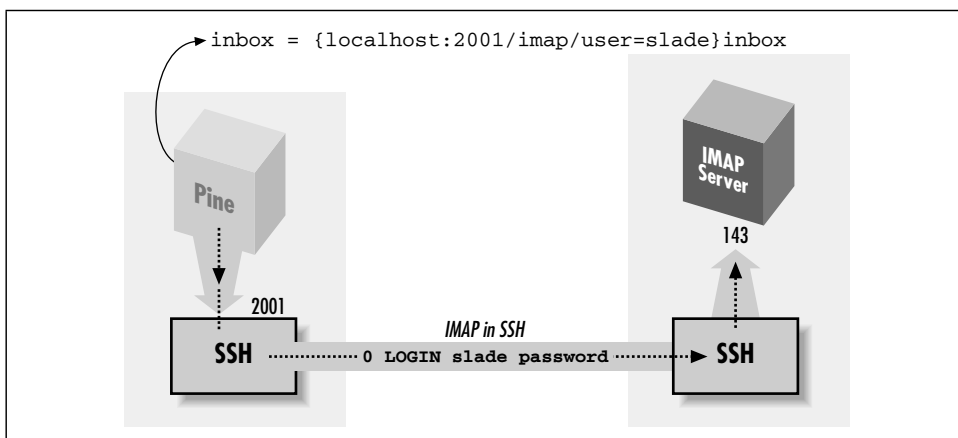 inbox = {localhost:2001/imap/user=slade}inbox
Pine
IMAP
Server
143
2001
IMAP in SSH
SSH
0 LOGIN slade password
SSH